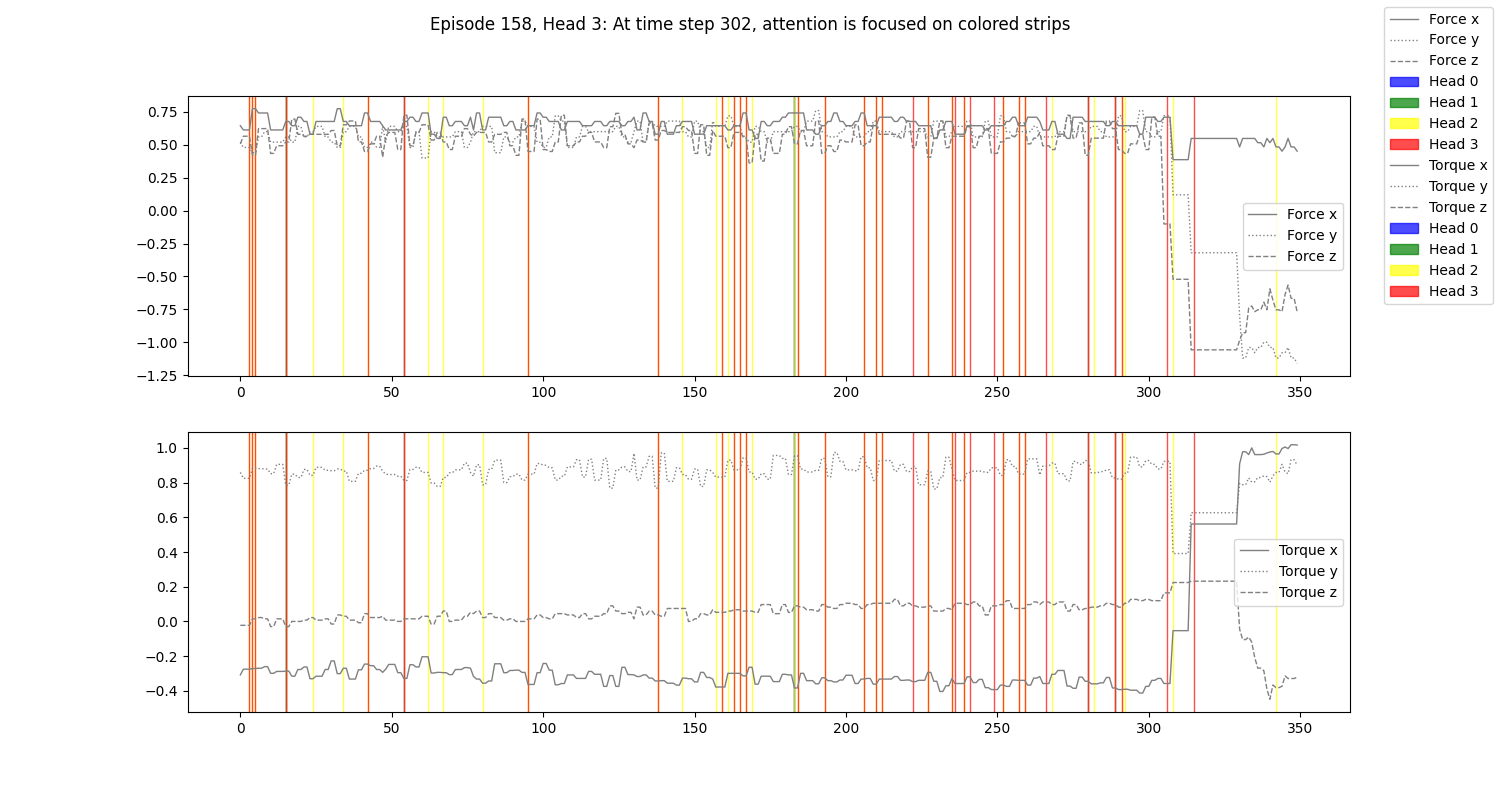 Episode 158, Head 3: At time step 302, attention is focused on colored strips
Force x
Force y
Force z
Head 0
Head 1
Head 2
Head 3
Torque x
Torque y
Torque z
Head 0
Head 1
Head 2
Head 3
0.75
0.50
0.25
0.00
−0.25
−0.50
−0.75
−1.00
−1.25
Force x
Force y
Force z
0 50 100 150 200 250 300 350
1.0
0.8
0.6
0.4
0.2
0.0
−0.2
−0.4
Torque x
Torque y
Torque z
0 50 100 150 200 250 300 350